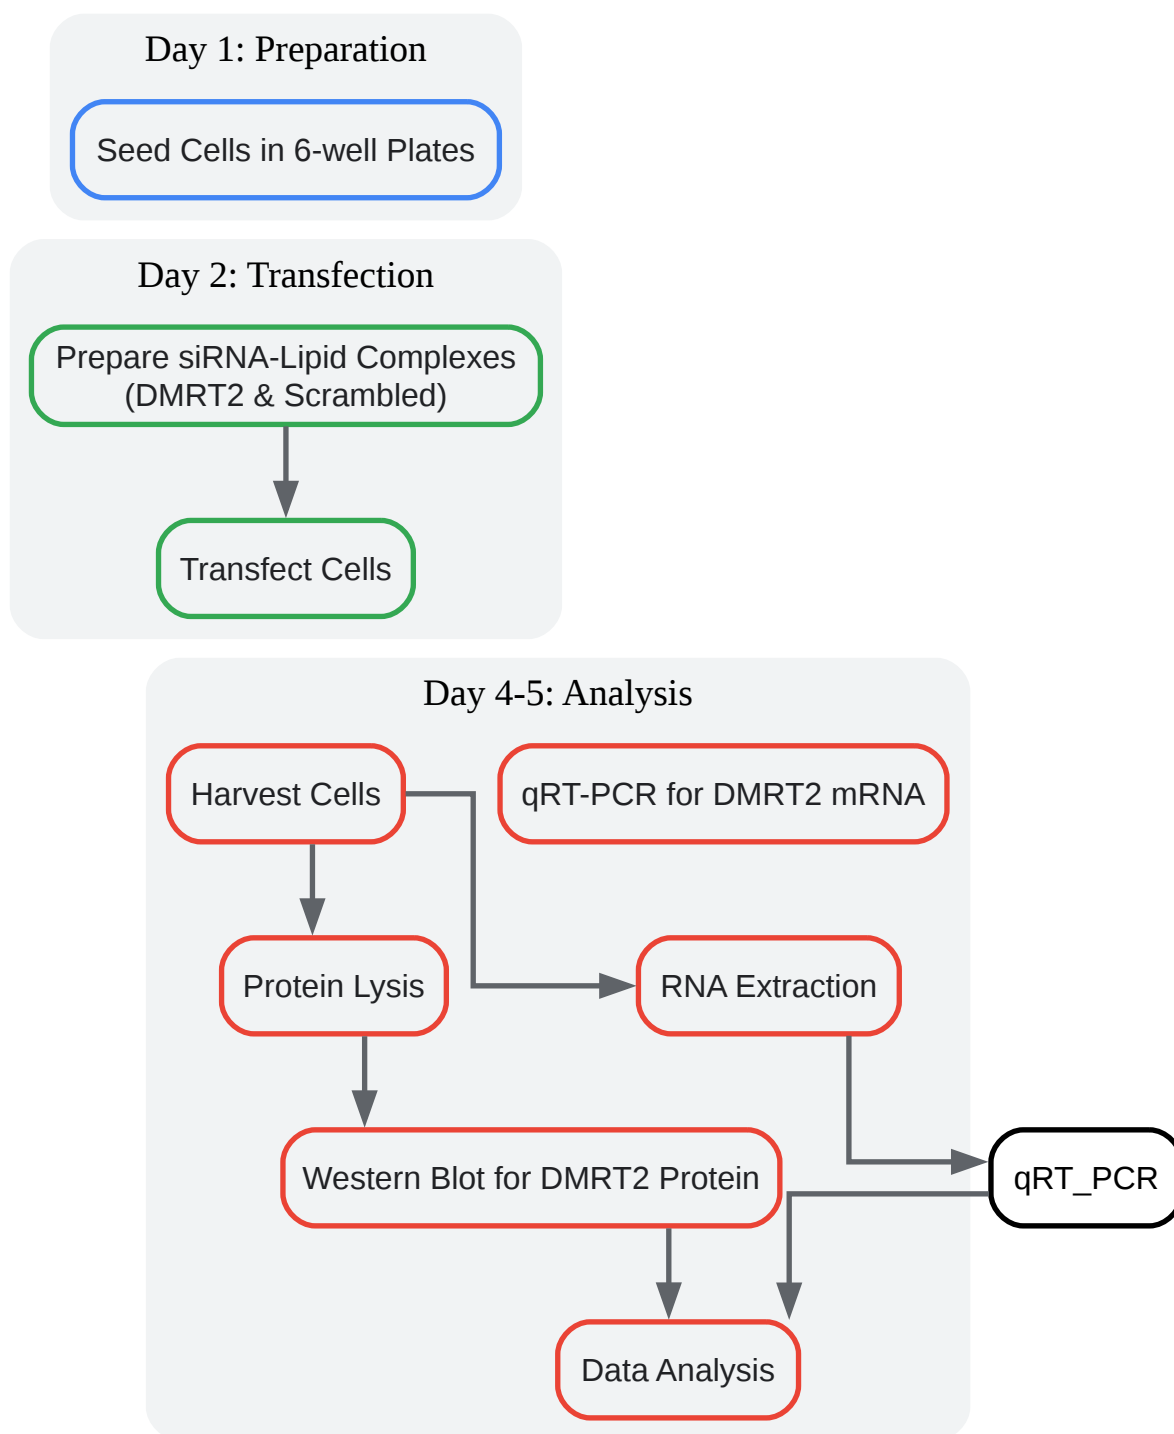 Day 1: Preparation
Seed Cells in 6-well Plates
Day 2: Transfection
Prepare siRNA-Lipid Complexes
(DMRT2 & Scrambled)
Transfect Cells
Day 4-5: Analysis
Harvest Cells
qRT-PCR for DMRT2 mRNA
Protein Lysis
RNA Extraction
Western Blot for DMRT2 Protein
qRT_PCR
Data Analysis